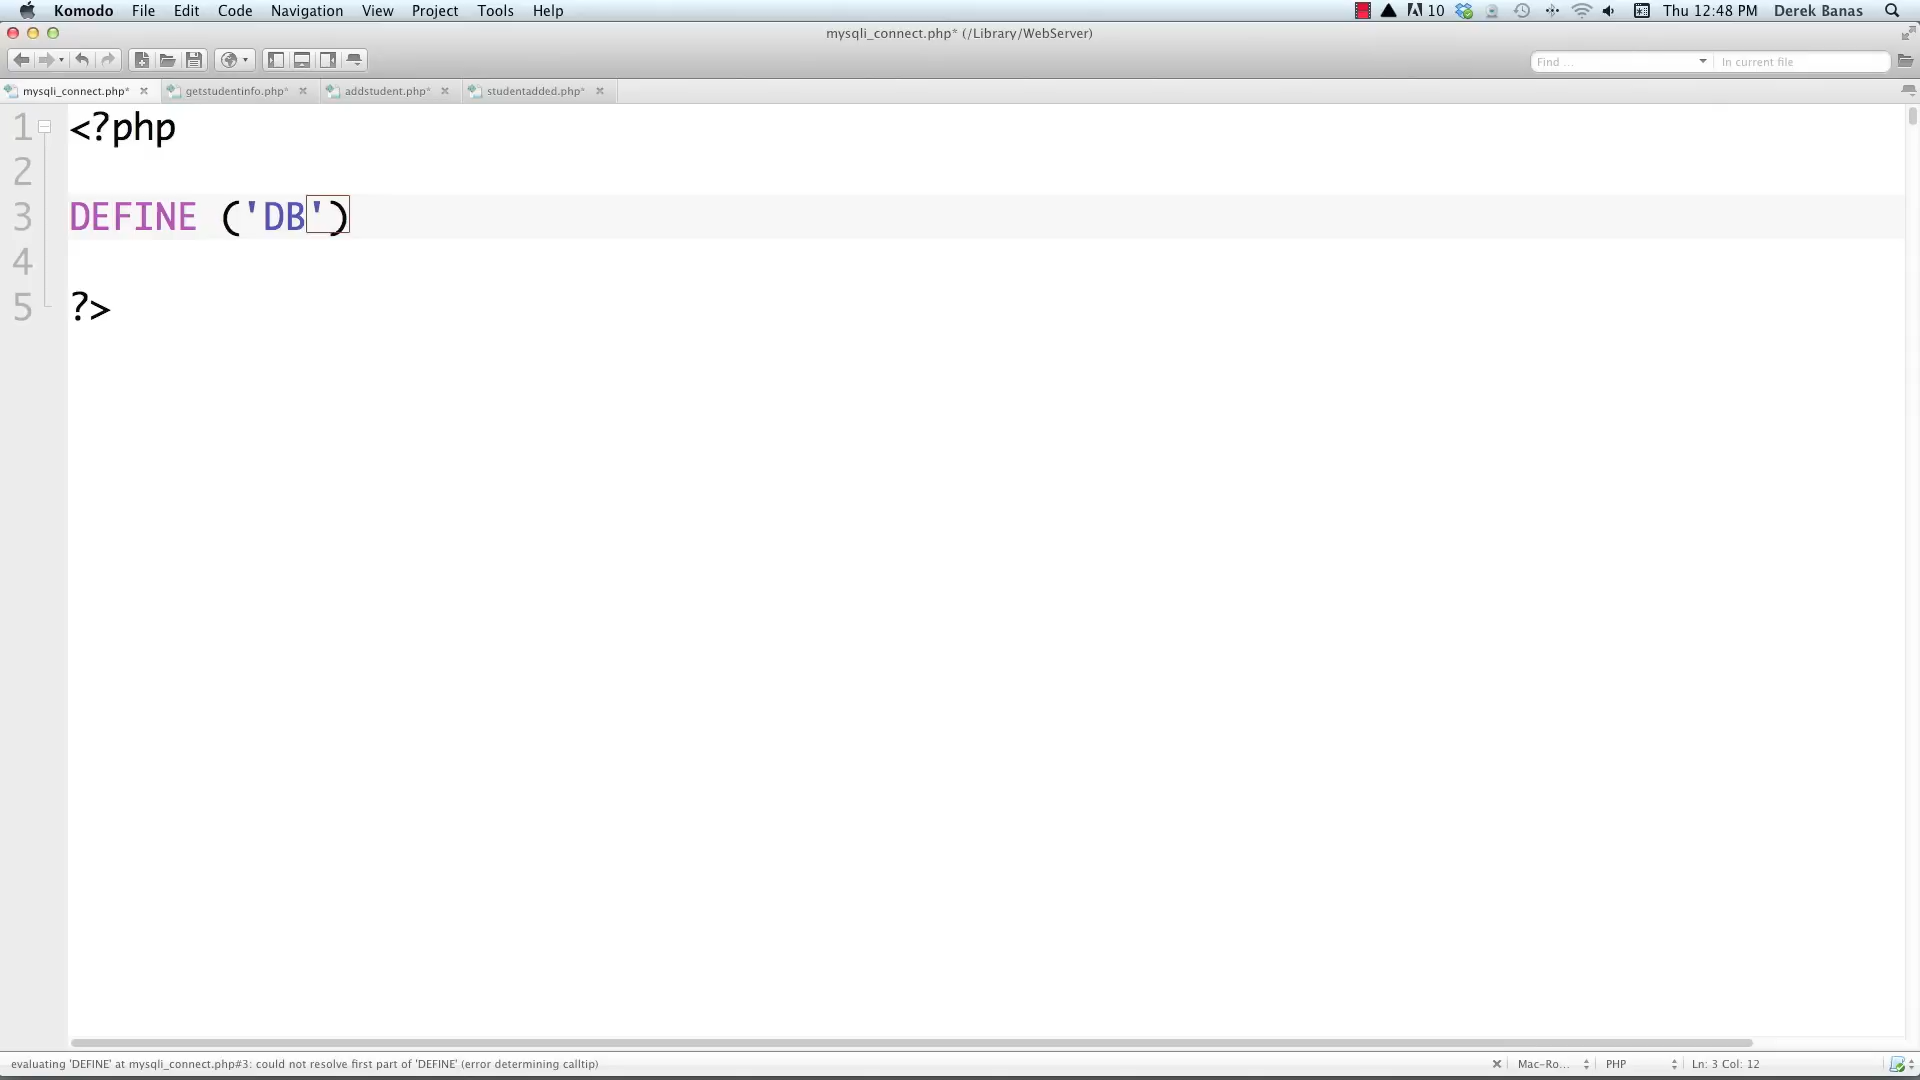 Komodo File Edit Code Navigation View Project Tools Help 10 Thu 12:48 PM Derek Banas
mysqli_connect.php* (/Library/WebServer)
Find ... In current file
mysqli_connect.php* getstudentinfo.php* addstudent.php* studentadded.php*
1 <?php
2
3 DEFINE ('DB')
4
5 ?>
evaluating 'DEFINE' at mysqli_connect.php#3: could not resolve first part of 'DEFINE' (error determining calltip) Mac-Ro... PHP Ln: 3 Col: 12